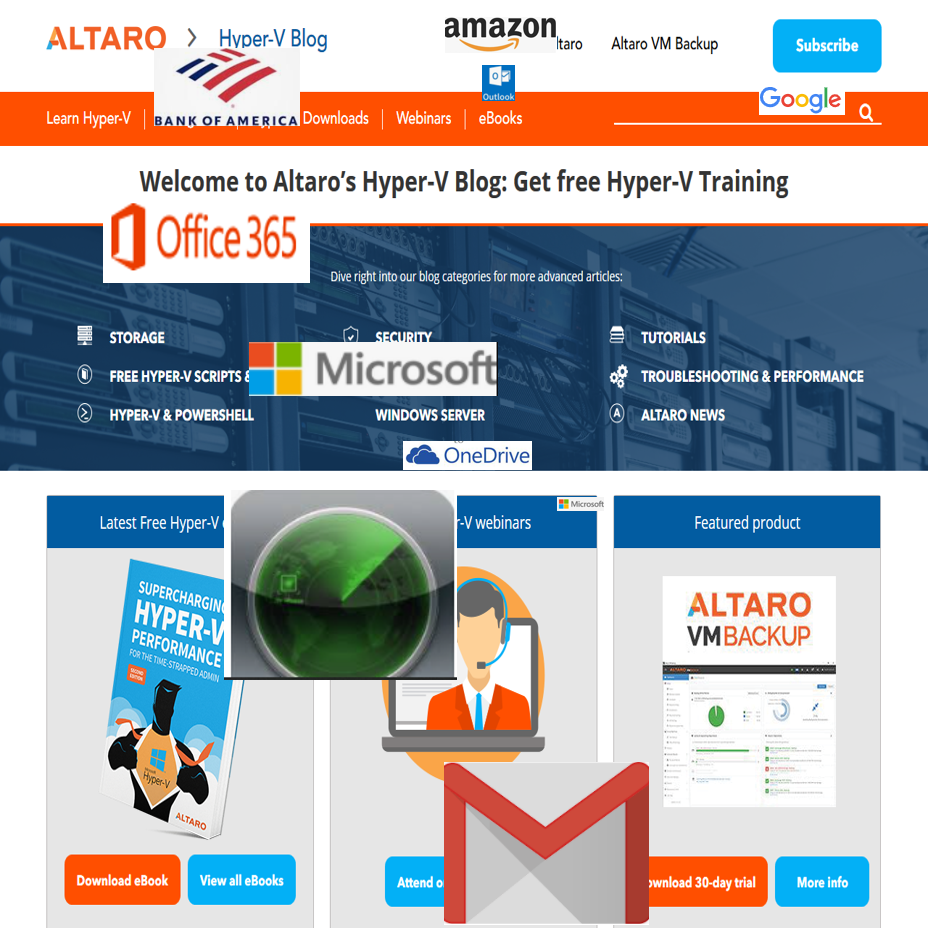 ALTARO > Hyper-V Blog
amazon
ltaro
Altaro VM Backup
Subscribe
Outlook
Google
BANK OF AMERICA
Learn Hyper-V
Downloads
Webinars
eBooks
Welcome to Altaro's Hyper-V Blog: Get free Hyper-V Training
Office 365
Dive right into our blog categories for more advanced articles:
STORAGE
SECURITY
TUTORIALS
FREE HYPER-V SCRIPTS &
Microsoft
TROUBLESHOOTING & PERFORMANCE
HYPER-V & POWERSHELL
WINDOWS SERVER
ALTARO NEWS
OneDrive
Microsoft
Latest Free Hyper-V
r-V webinars
Featured product
SUPERCHARGING
HYPER-V
PERFORMANCE
FOR THE TIME-STRAPPED ADMIN
SECOND
EDITION
Hyper-V
ALTARO
ALTARO
VM BACKUP
ALTARO
Download eBook
View all eBooks
Attend o
ownload 30-day trial
More info